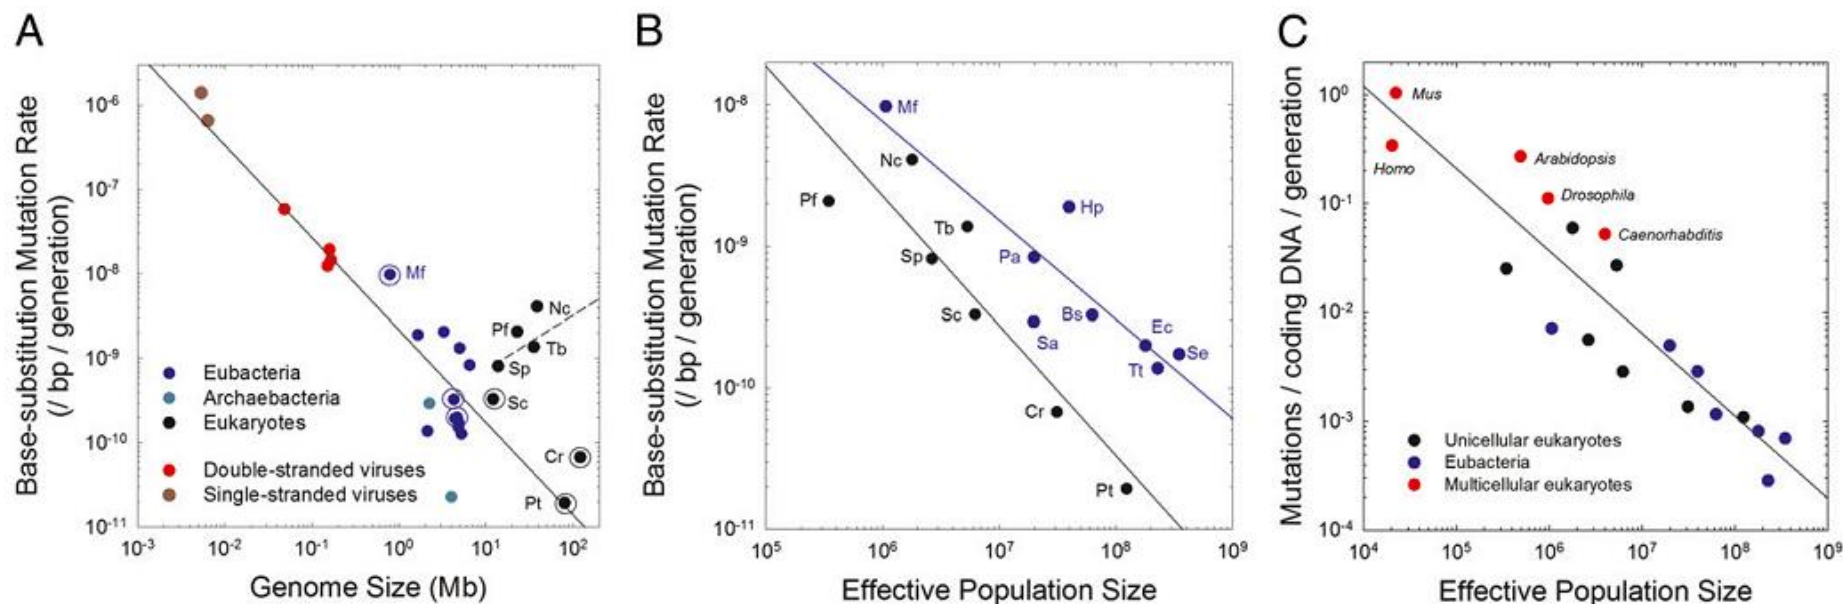 A
Base-substitution Mutation Rate
(/ bp / generation)
10⁻⁶
10⁻⁷
10⁻⁸
10⁻⁹
10⁻¹⁰
10⁻¹¹
Mf
Nc
Pf
Tb
Sp
Sc
Cr
Pt
Eubacteria
Archaebacteria
Eukaryotes
Double-stranded viruses
Single-stranded viruses
10⁻³ 10⁻² 10⁻¹ 10⁰ 10¹ 10²
Genome Size (Mb)
B
Base-substitution Mutation Rate
(/ bp / generation)
10⁻⁸
10⁻⁹
10⁻¹⁰
10⁻¹¹
Mf
Nc
Pf
Hp
Tb
Sp
Pa
Sc
Sa
Bs
Ec
Se
Tt
Cr
Pt
10⁵ 10⁶ 10⁷ 10⁸ 10⁹
Effective Population Size
C
Mutations / coding DNA / generation
10⁰
10⁻¹
10⁻²
10⁻³
10⁻⁴
Mus
Homo
Arabidopsis
Drosophila
Caenorhabditis
Unicellular eukaryotes
Eubacteria
Multicellular eukaryotes
10⁴ 10⁵ 10⁶ 10⁷ 10⁸ 10⁹
Effective Population Size